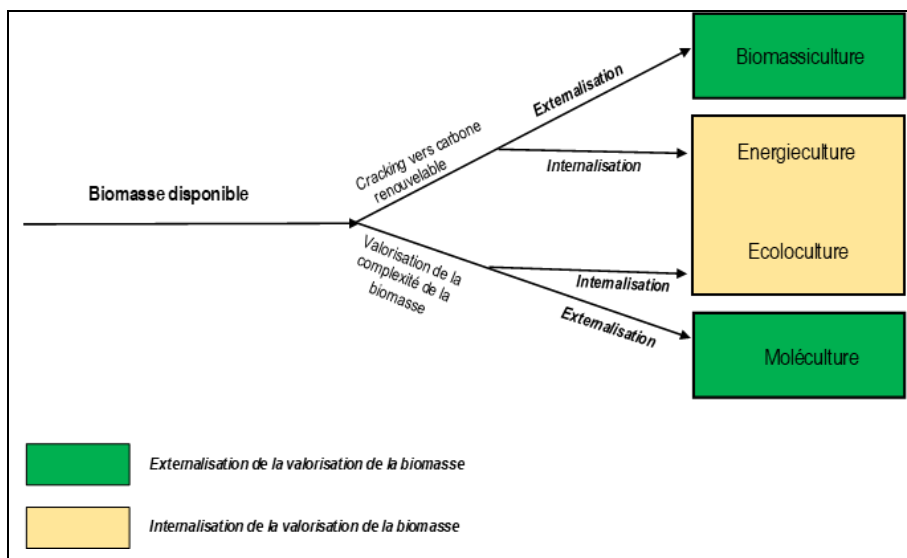 Biomassiculture
Externalisation
Cracking vers carbone
renouvelable
Internalisation
Energieculture
Biomasse disponible
Valorisation de la
complexité de la
biomasse
Internalisation
Ecoloculture
Externalisation
Moléculture
Externalisation de la valorisation de la biomasse
Internalisation de la valorisation de la biomasse